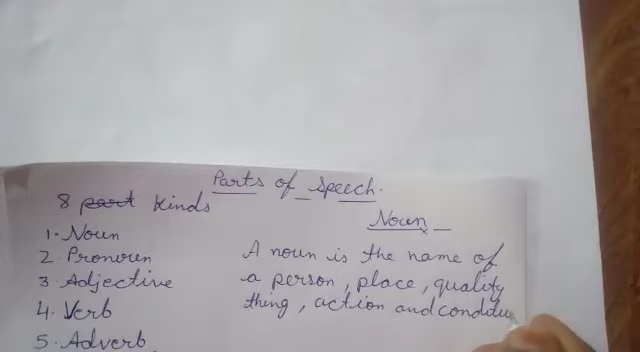 Parts of Speech.
8 part kinds
1. Noun
2. Pronoun
3. Adjective
4. Verb
5. Adverb
Noun
A noun is the name of
a person, place, quality
thing, action and conditi